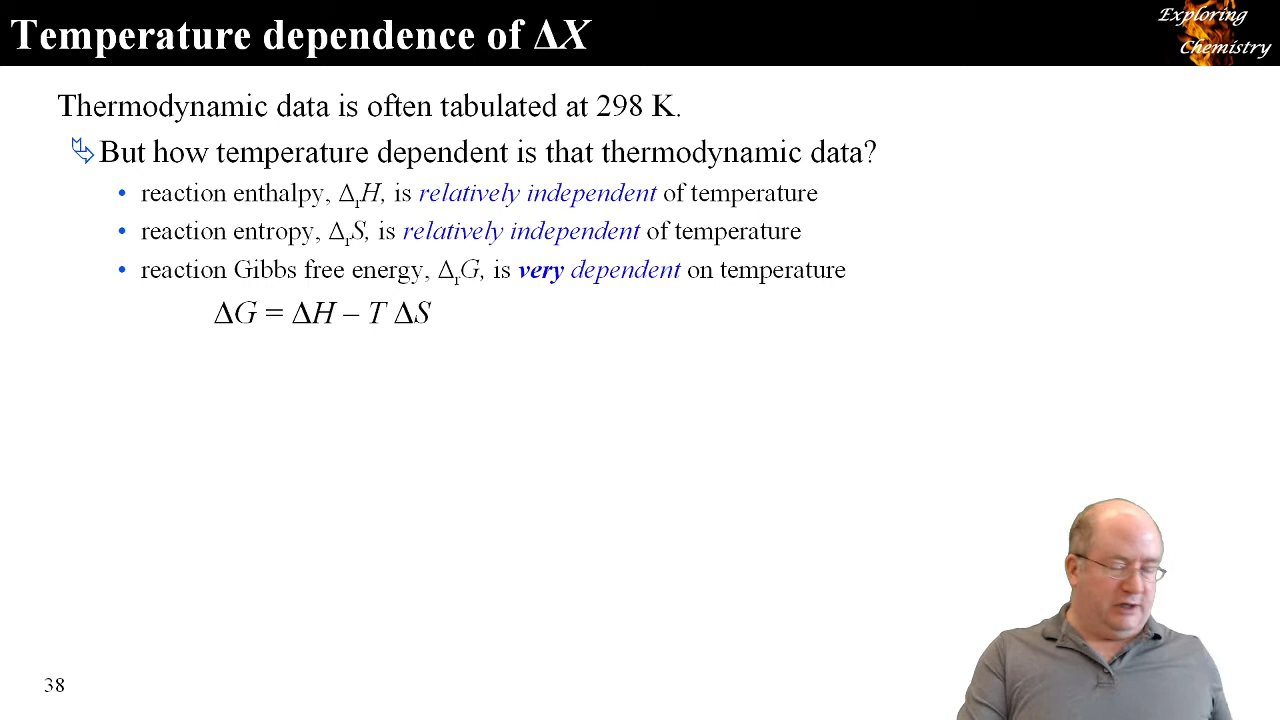 Temperature dependence of ΔX
Exploring
Chemistry
Thermodynamic data is often tabulated at 298 K.
But how temperature dependent is that thermodynamic data?
• reaction enthalpy, ΔrH, is relatively independent of temperature
• reaction entropy, ΔrS, is relatively independent of temperature
• reaction Gibbs free energy, ΔrG, is very dependent on temperature
ΔG = ΔH – T ΔS
38